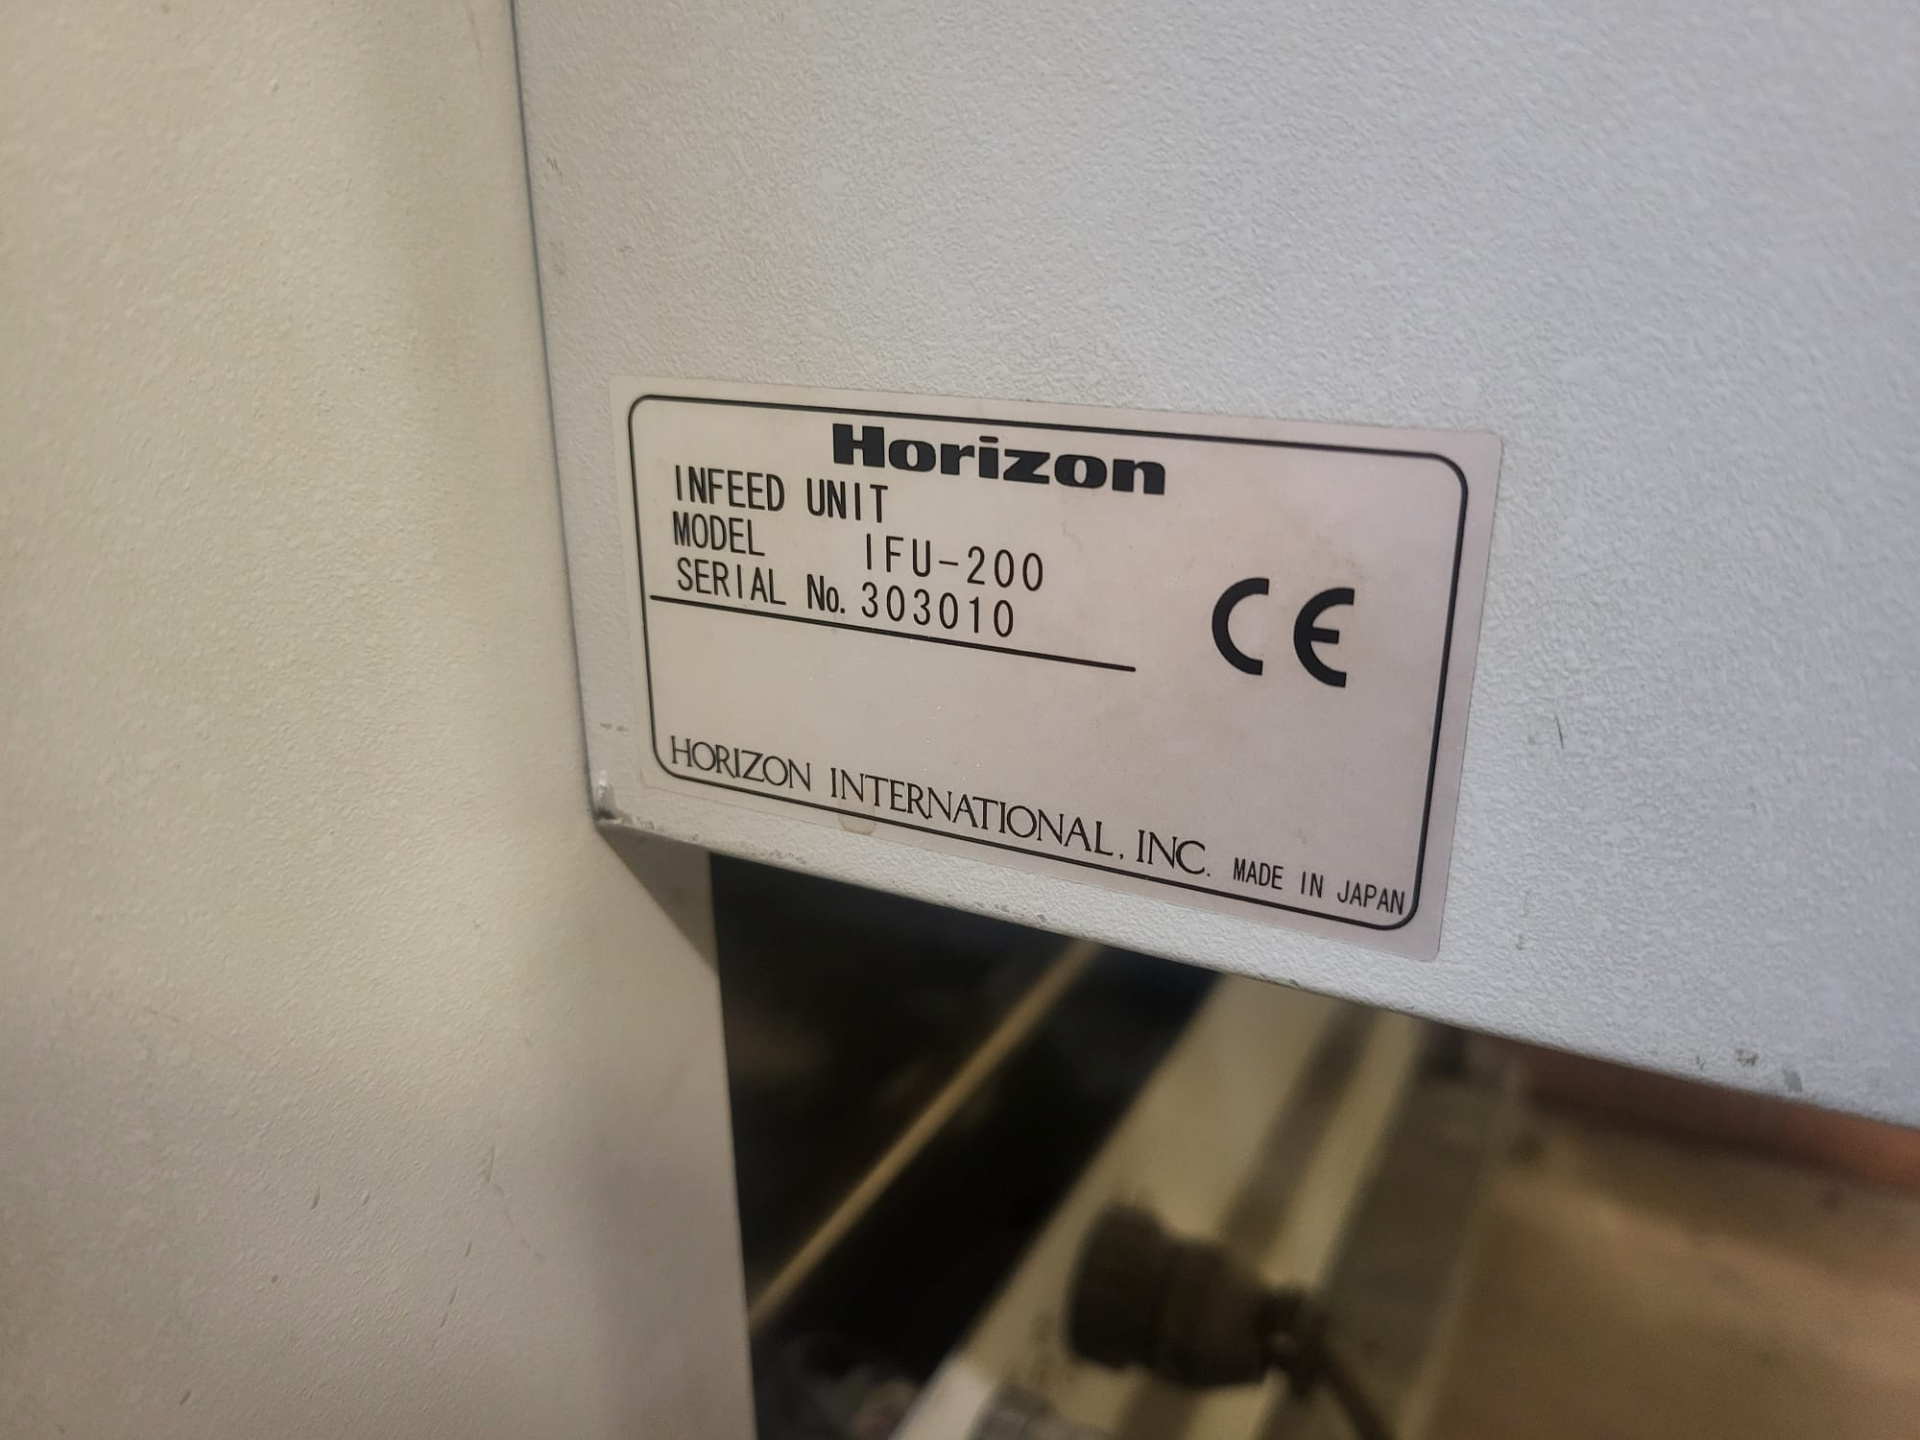 Horizon
INFEED UNIT
MODEL IFU-200
SERIAL No. 303010
CE
HORIZON INTERNATIONAL, INC. MADE IN JAPAN